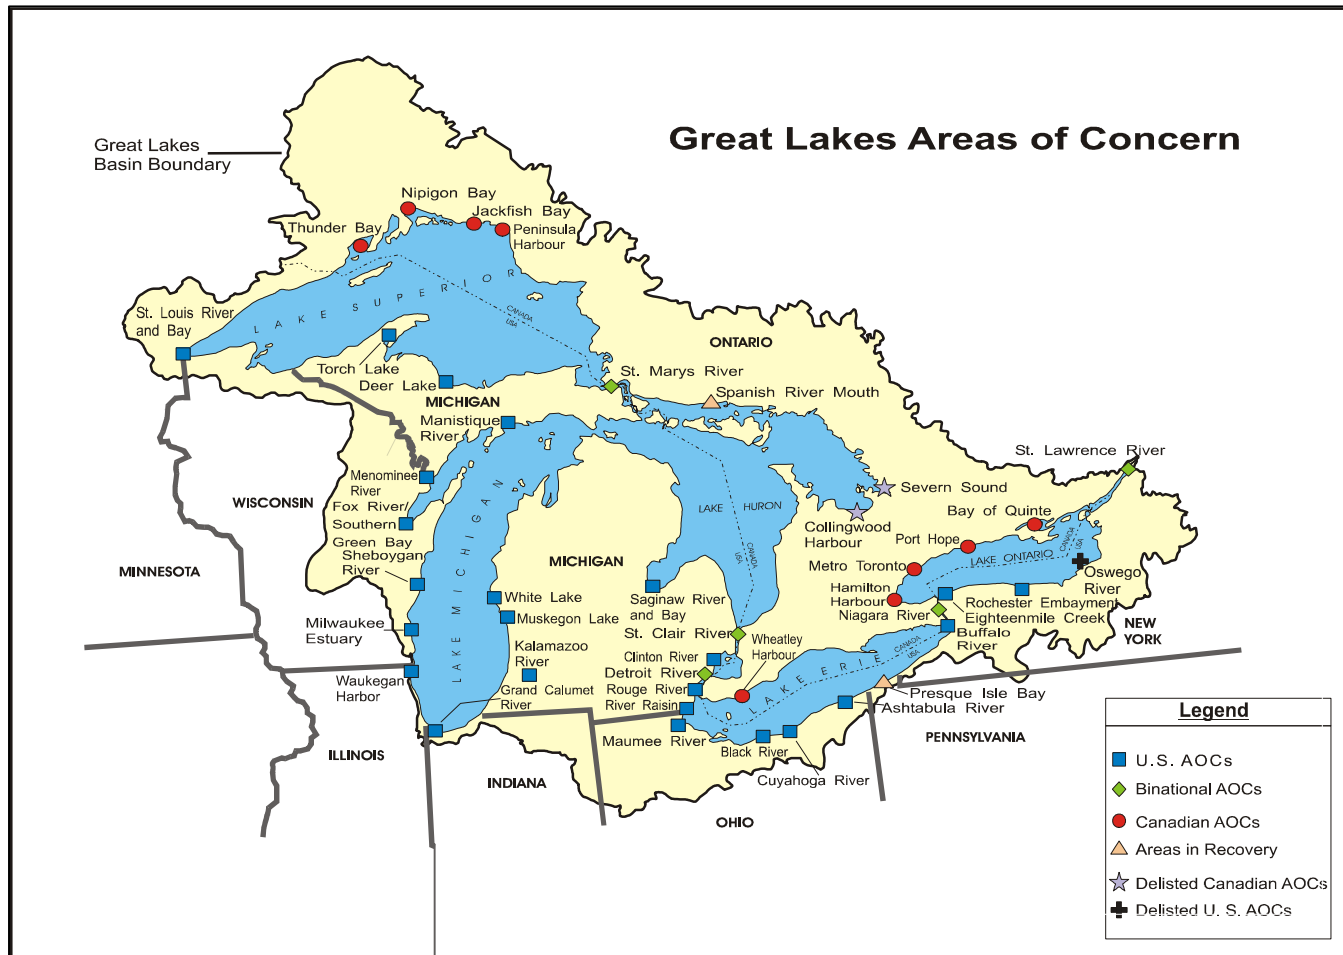 Great Lakes Areas of Concern
Great Lakes
Basin Boundary
Nipigon Bay
Jackfish Bay
Thunder Bay
Peninsula
Harbour
St. Louis River
and Bay
LAKE SUPERIOR
CANADA
USA
ONTARIO
Torch Lake
Deer Lake
St. Marys River
Spanish River Mouth
MICHIGAN
Manistique
River
St. Lawrence River
Menominee
River
WISCONSIN
Fox River/
Southern
Green Bay
Severn Sound
Collingwood
Harbour
LAKE HURON
CANADA
USA
Bay of Quinte
Port Hope
CANADA
USA
LAKE ONTARIO
Metro Toronto
Oswego
River
Hamilton
Harbour
Niagara River
Rochester Embayment
Eighteenmile Creek
Buffalo
River
NEW
YORK
MINNESOTA
Sheboygan
River
LAKE MICHIGAN
MICHIGAN
White Lake
Muskegon Lake
Saginaw River
and Bay
Milwaukee
Estuary
Kalamazoo
River
St. Clair River
Wheatley
Harbour
Clinton River
Detroit River
Rouge River
River Raisin
LAKE ERIE
CANADA
USA
Waukegan
Harbor
Grand Calumet
River
Presque Isle Bay
Ashtabula River
Maumee River
Black River
Cuyahoga River
PENNSYLVANIA
ILLINOIS
INDIANA
OHIO
Legend
U.S. AOCs
Binational AOCs
Canadian AOCs
Areas in Recovery
Delisted Canadian AOCs
Delisted U. S. AOCs